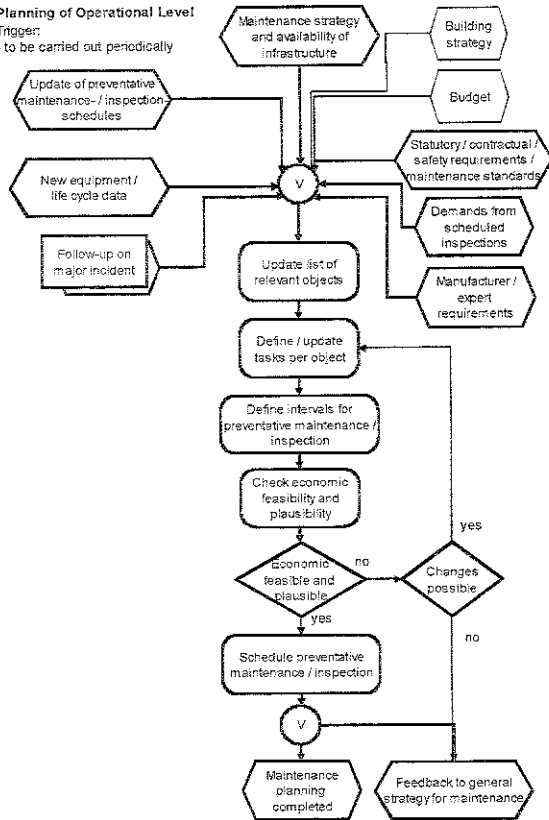 Planning of Operational Level
Trigger:
to be carried out periodically
Maintenance strategy
and availability of
infrastructure
Building
strategy
Budget
Update of preventative
maintenance- / inspection
schedules
Statutory / contractual /
safety requirements /
maintenance standards
New equipment /
life cycle data
V
Demands from
scheduled
inspections
Follow-up on
major incident
Manufacturer /
expert
requirements
Update list of
relevant objects
Define / update
tasks per object
Define intervals for
preventative maintenance /
inspection
Check economic
feasibility and
plausibility
yes
Economic
feasible and
plausible
no
Changes
possible
yes
no
Schedule preventative
maintenance / inspection
V
Maintenance
planning
completed
Feedback to general
strategy for maintenance